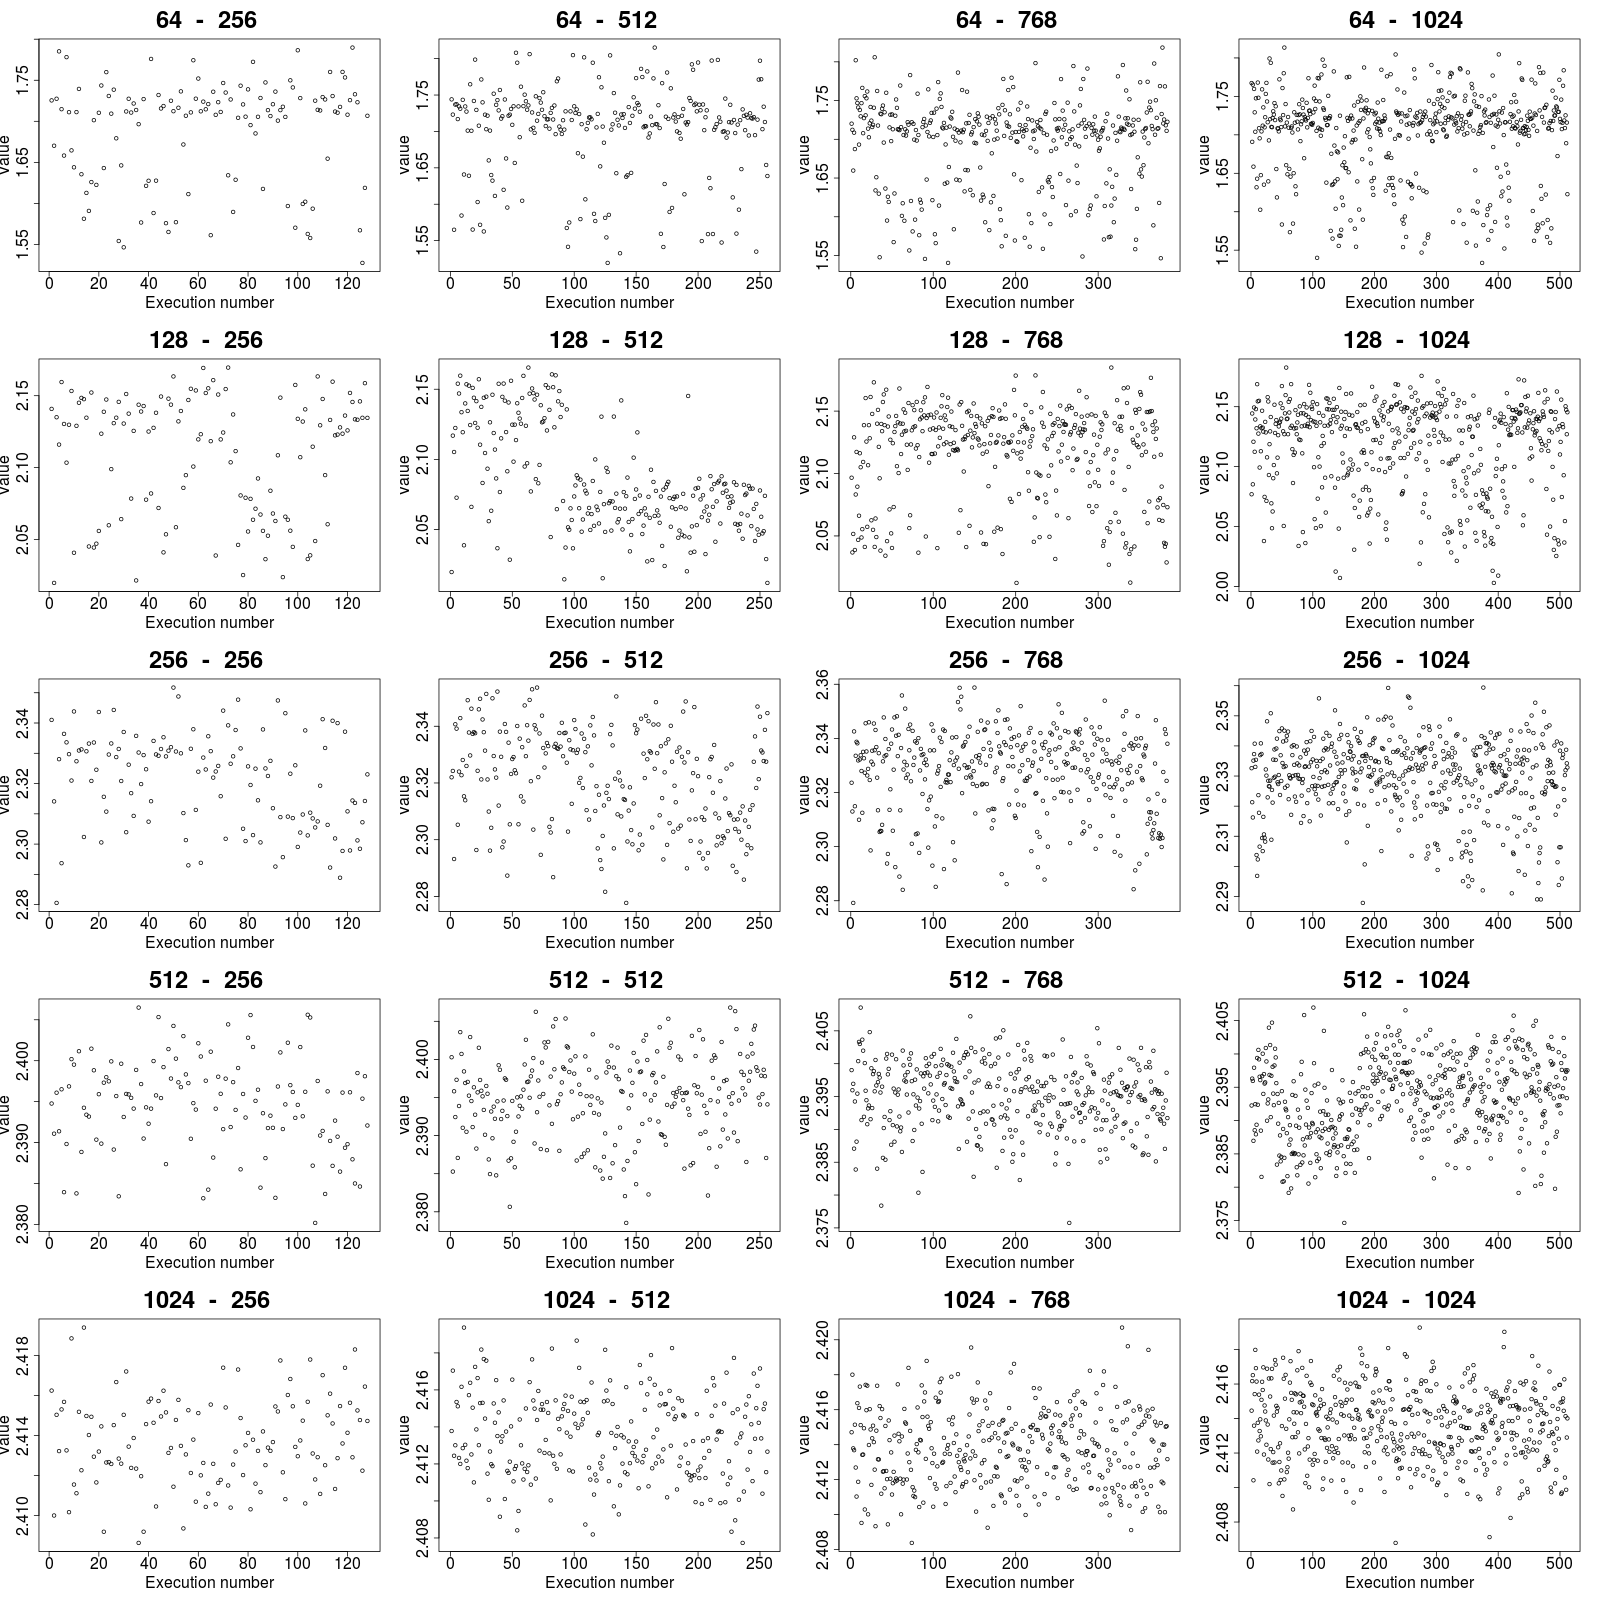 64 - 256
64 - 512
64 - 768
64 - 1024
value
1.55 1.65 1.75
0 20 40 60 80 100 120
Execution number
value
1.55 1.65 1.75
0 50 100 150 200 250
Execution number
value
1.55 1.65 1.75
0 100 200 300
Execution number
value
1.55 1.65 1.75
0 100 200 300 400 500
Execution number
128 - 256
128 - 512
128 - 768
128 - 1024
value
2.05 2.10 2.15
0 20 40 60 80 100 120
Execution number
value
2.05 2.10 2.15
0 50 100 150 200 250
Execution number
value
2.05 2.10 2.15
0 100 200 300
Execution number
value
2.00 2.05 2.10 2.15
0 100 200 300 400 500
Execution number
256 - 256
256 - 512
256 - 768
256 - 1024
value
2.28 2.30 2.32 2.34
0 20 40 60 80 100 120
Execution number
value
2.28 2.30 2.32 2.34
0 50 100 150 200 250
Execution number
value
2.28 2.30 2.32 2.34 2.36
0 100 200 300
Execution number
value
2.29 2.31 2.33 2.35
0 100 200 300 400 500
Execution number
512 - 256
512 - 512
512 - 768
512 - 1024
value
2.380 2.390 2.400
0 20 40 60 80 100 120
Execution number
value
2.380 2.390 2.400
0 50 100 150 200 250
Execution number
value
2.375 2.385 2.395 2.405
0 100 200 300
Execution number
value
2.375 2.385 2.395 2.405
0 100 200 300 400 500
Execution number
1024 - 256
1024 - 512
1024 - 768
1024 - 1024
value
2.410 2.414 2.418
0 20 40 60 80 100 120
Execution number
value
2.408 2.412 2.416
0 50 100 150 200 250
Execution number
value
2.408 2.412 2.416 2.420
0 100 200 300
Execution number
value
2.408 2.412 2.416
0 100 200 300 400 500
Execution number